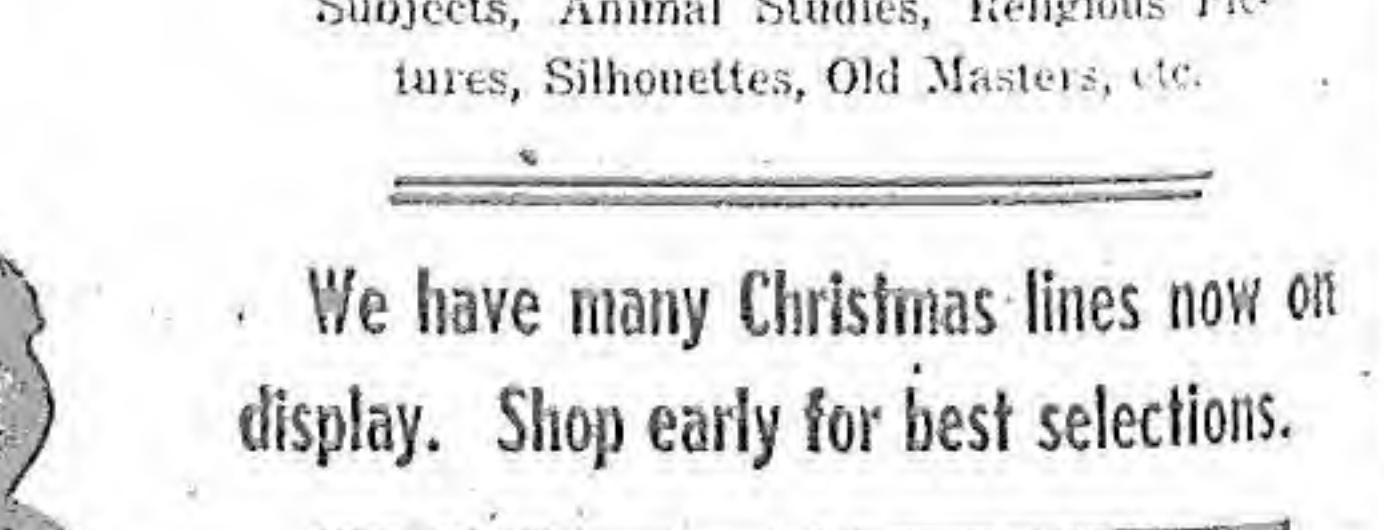 Subjects, Animal Studies, Religious Pic-
tures, Silhouettes, Old Masters, etc.
We have many Christmas lines now on
display. Shop early for best selections.